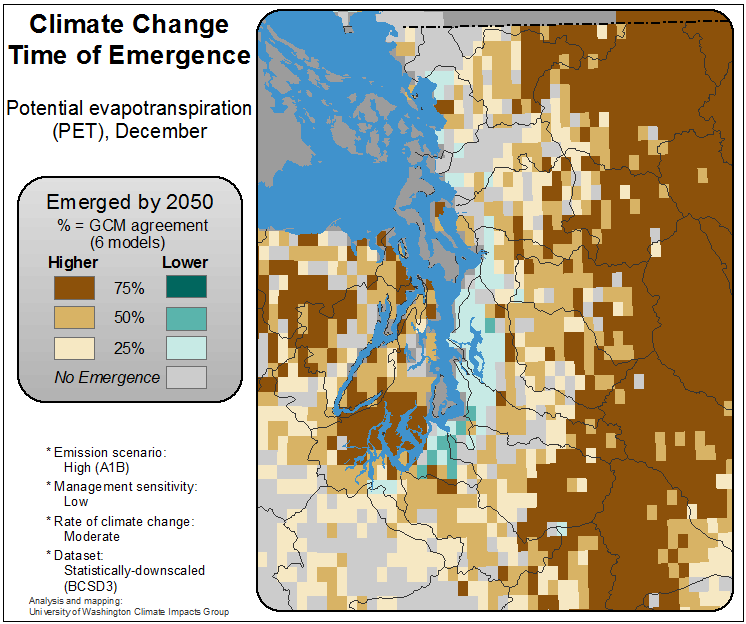 Climate Change
Time of Emergence
Potential evapotranspiration
(PET), December
Emerged by 2050
% = GCM agreement
(6 models)
Higher Lower
75%
50%
25%
No Emergence
* Emission scenario:
High (A1B)
* Management sensitivity:
Low
* Rate of climate change:
Moderate
* Dataset:
Statistically-downscaled
(BCSD3)
Analysis and mapping:
University of Washington Climate Impacts Group